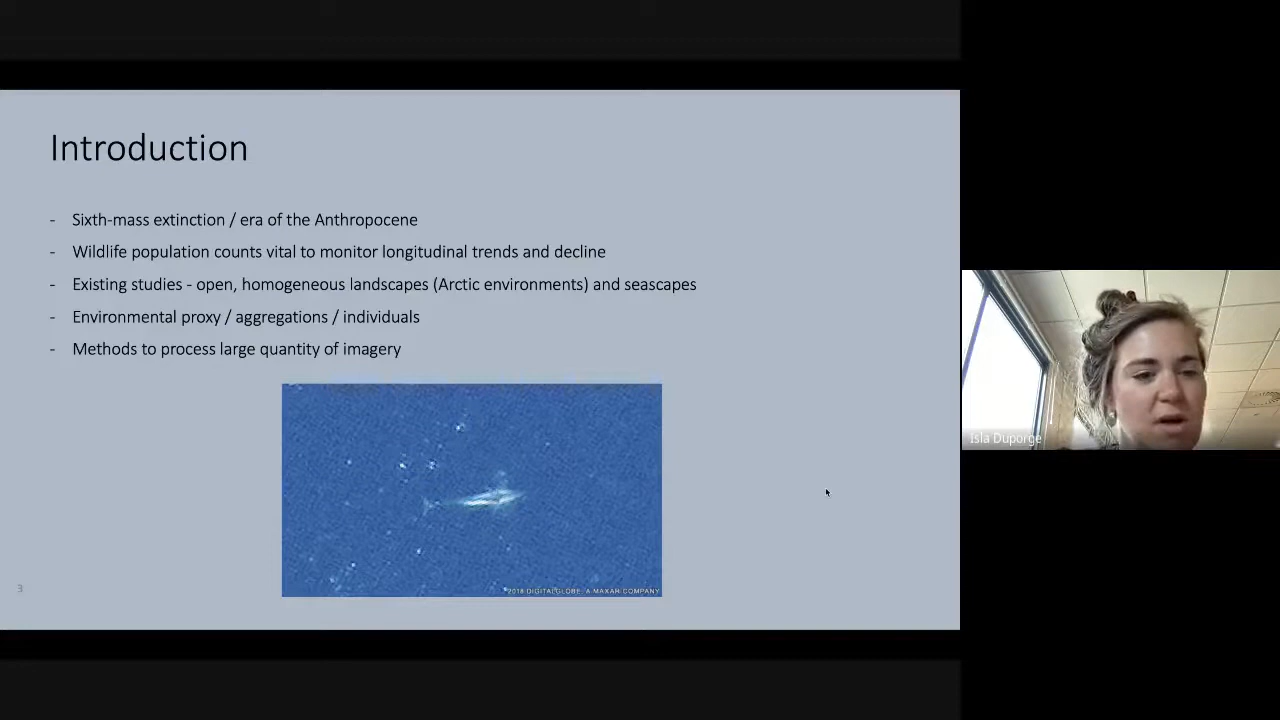 Introduction
- Sixth-mass extinction / era of the Anthropocene
- Wildlife population counts vital to monitor longitudinal trends and decline
- Existing studies - open, homogeneous landscapes (Arctic environments) and seascapes
- Environmental proxy / aggregations / individuals
- Methods to process large quantity of imagery
Isla Duporge
3
2018 DIGITALGLOBE, A MAXAR COMPANY